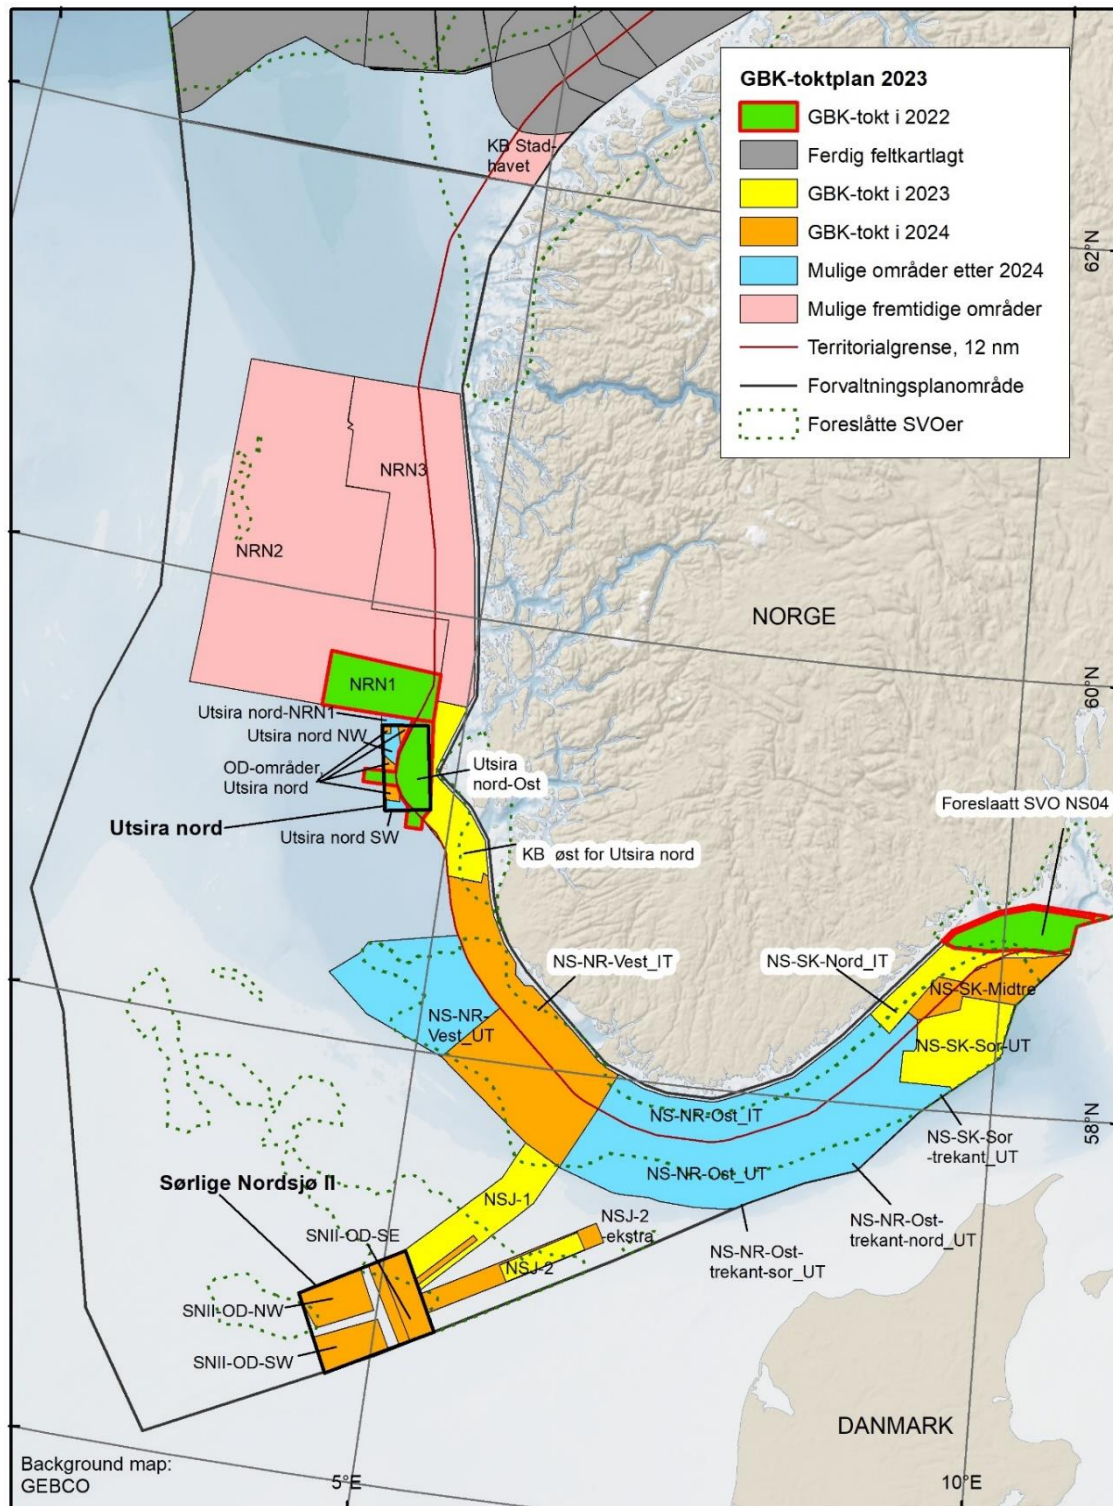 GBK-toktplan 2023
GBK-tokt i 2022
Ferdig feltkartlagt
GBK-tokt i 2023
GBK-tokt i 2024
Mulige områder etter 2024
Mulige fremtidige områder
Territorialgrense, 12 nm
Forvaltningsplanområde
Foreslåtte SVOer
KB Stad-
havet
62°N
NRN3
NRN2
NORGE
NRN1
60°N
Utsira nord-NRN1
Utsira nord NW
OD-områder,
Utsira nord
Utsira
nord-Ost
Utsira nord
Utsira nord SW
KB øst for Utsira nord
Foreslaatt SVO NS04
NS-NR-Vest_IT
NS-SK-Nord_IT
NS-SK-Midtre
NS-NR-
Vest_UT
NS-SK-Sor-UT
NS-NR-Ost_IT
58°N
NS-SK-Sor
-trekant_UT
NS-NR-Ost_UT
Sørlige Nordsjø II
NSJ-1
NSJ-2
-ekstra
NS-NR-Ost-
trekant-nord_UT
SNII-OD-SE
NS-NR-Ost-
trekant-sor_UT
NSJ-2
SNII-OD-NW
SNII-OD-SW
DANMARK
Background map:
GEBCO
5°E
10°E